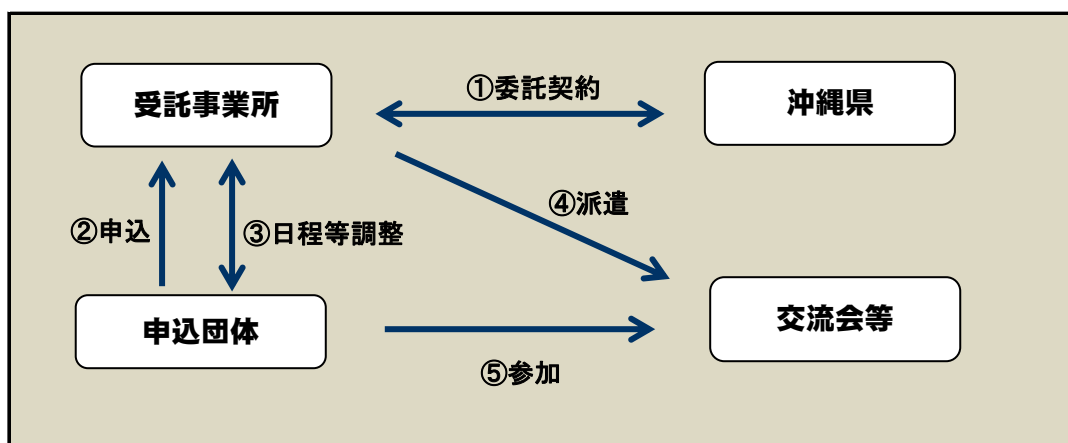 受託事業所
①委託契約
沖縄県
②申込
③日程等調整
④派遣
申込団体
⑤参加
交流会等